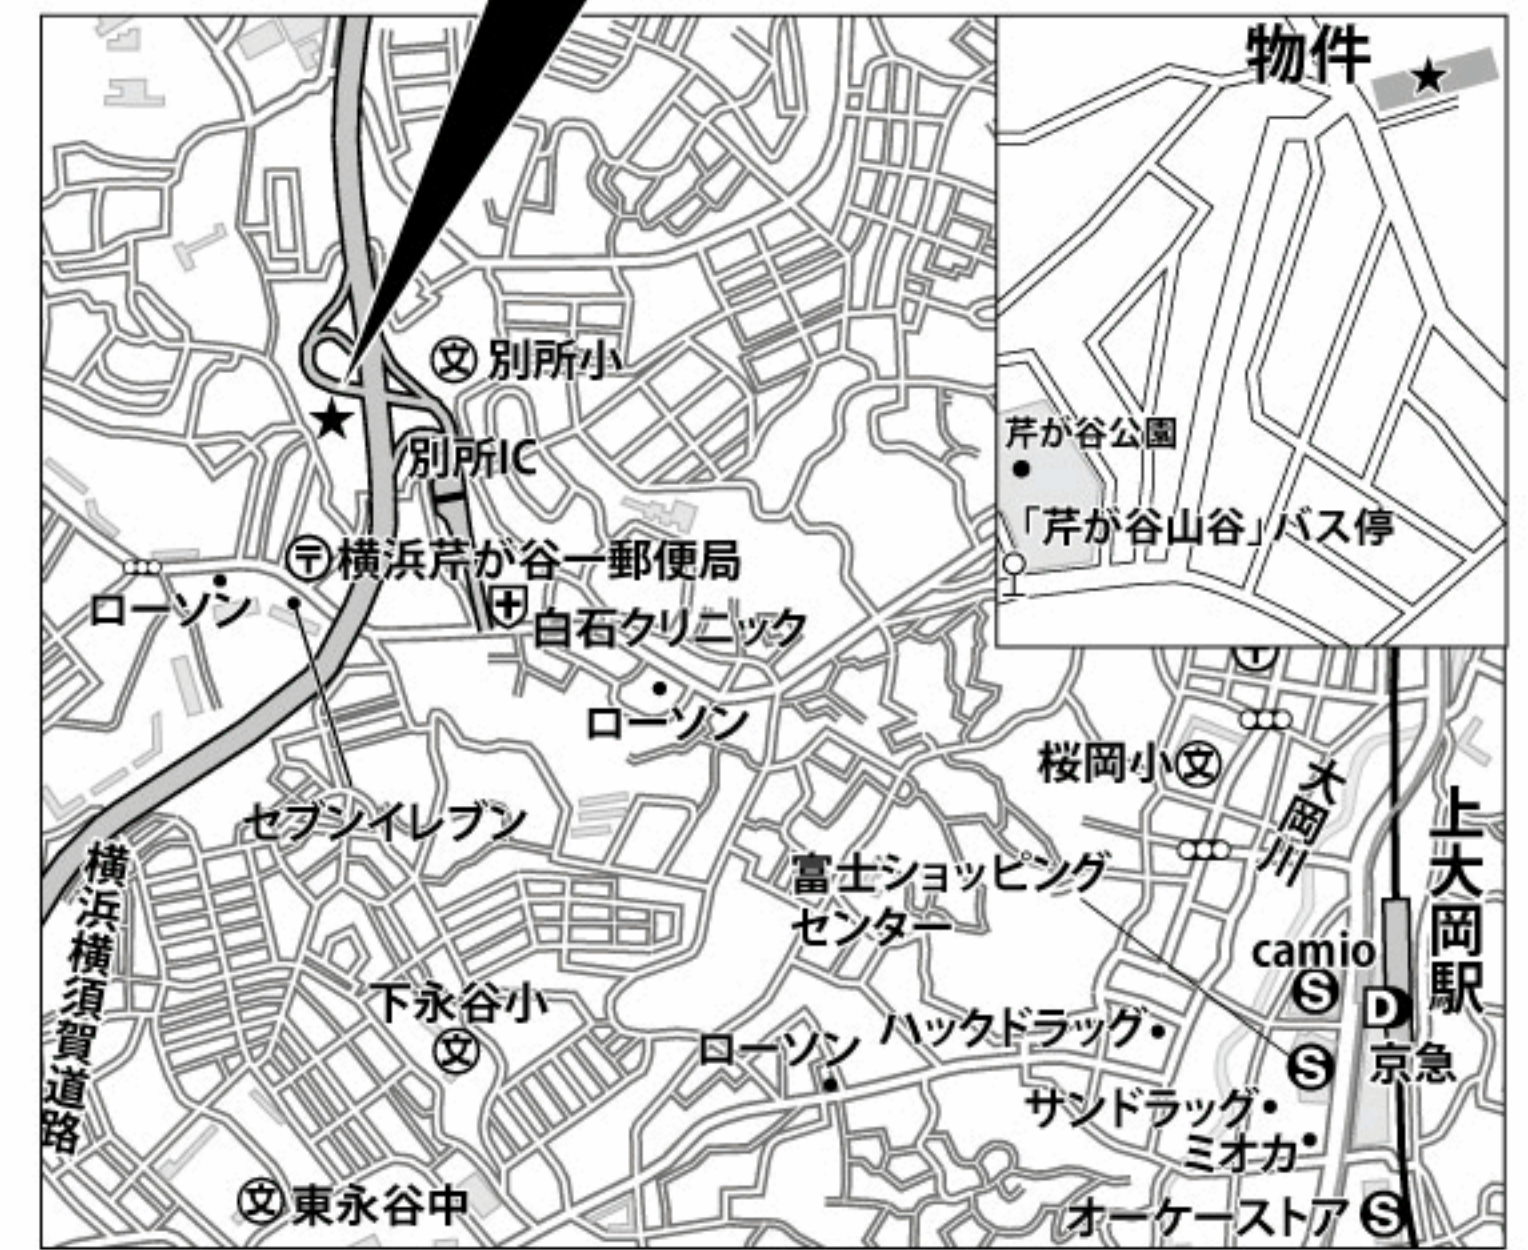 物件
★
芹が谷公園
「芹が谷山谷」バス停
文 別所小
★
別所IC
〒横浜芹が谷一郵便局
ローソン
白石クリニック
ローソン
セブンイレブン
桜岡小文
大岡川
上大岡駅
横浜横須賀道路
富士ショッピング
センター
camio
S
D
下永谷小
文
ローソン
ハックドラッグ
S
京急
サンドラッグ
ミオカ
文東永谷中
オーケーストア S